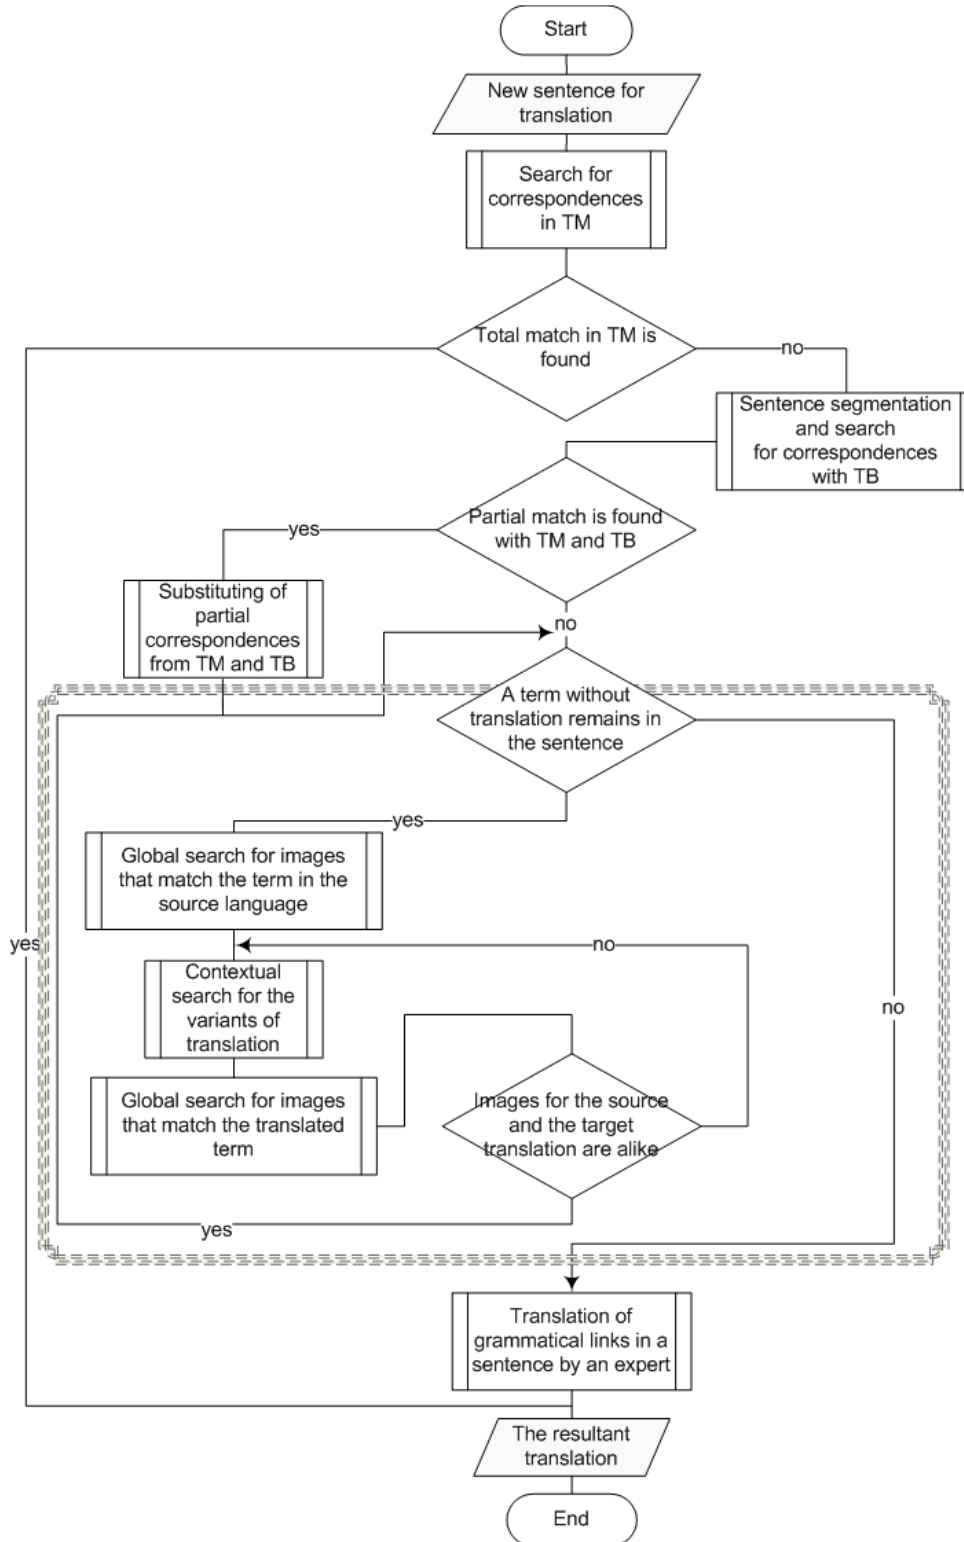 Start
New sentence for
translation
Search for
correspondences
in TM
Total match in TM is
found
no
Sentence segmentation
and search
for correspondences
with TB
Partial match is found
with TM and TB
yes
Substituting of
partial
correspondences
from TM and TB
no
A term without
translation remains in
the sentence
yes
Global search for images
that match the term in the
source language
yes
no
Contextual
search for the
variants of
translation
no
Global search for images
that match the translated
term
Images for the source
and the target
translation are alike
yes
Translation of
grammatical links in a
sentence by an expert
The resultant
translation
End